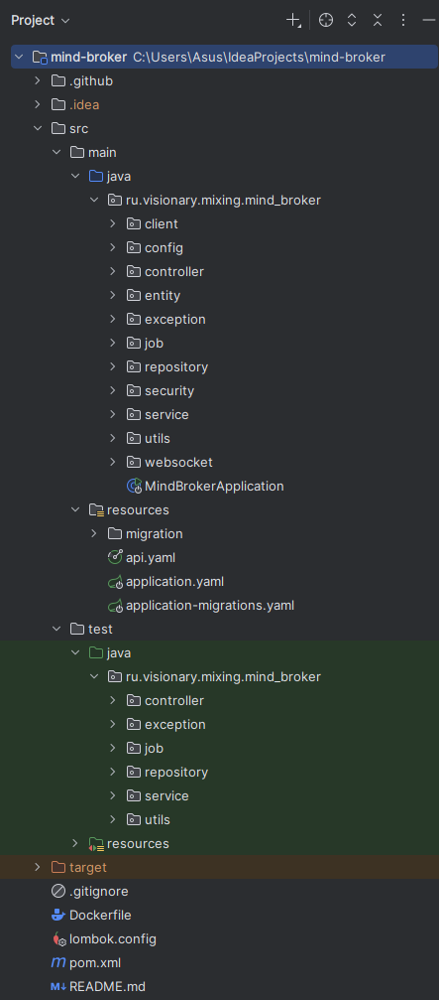 Project
mind-broker C:\Users\Asus\IdeaProjects\mind-broker
.github
.idea
src
main
java
ru.visionary.mixing.mind_broker
client
config
controller
entity
exception
job
repository
security
service
utils
websocket
MindBrokerApplication
resources
migration
api.yaml
application.yaml
application-migrations.yaml
test
java
ru.visionary.mixing.mind_broker
controller
exception
job
repository
service
utils
resources
target
.gitignore
Dockerfile
lombok.config
m pom.xml
M↓ README.md